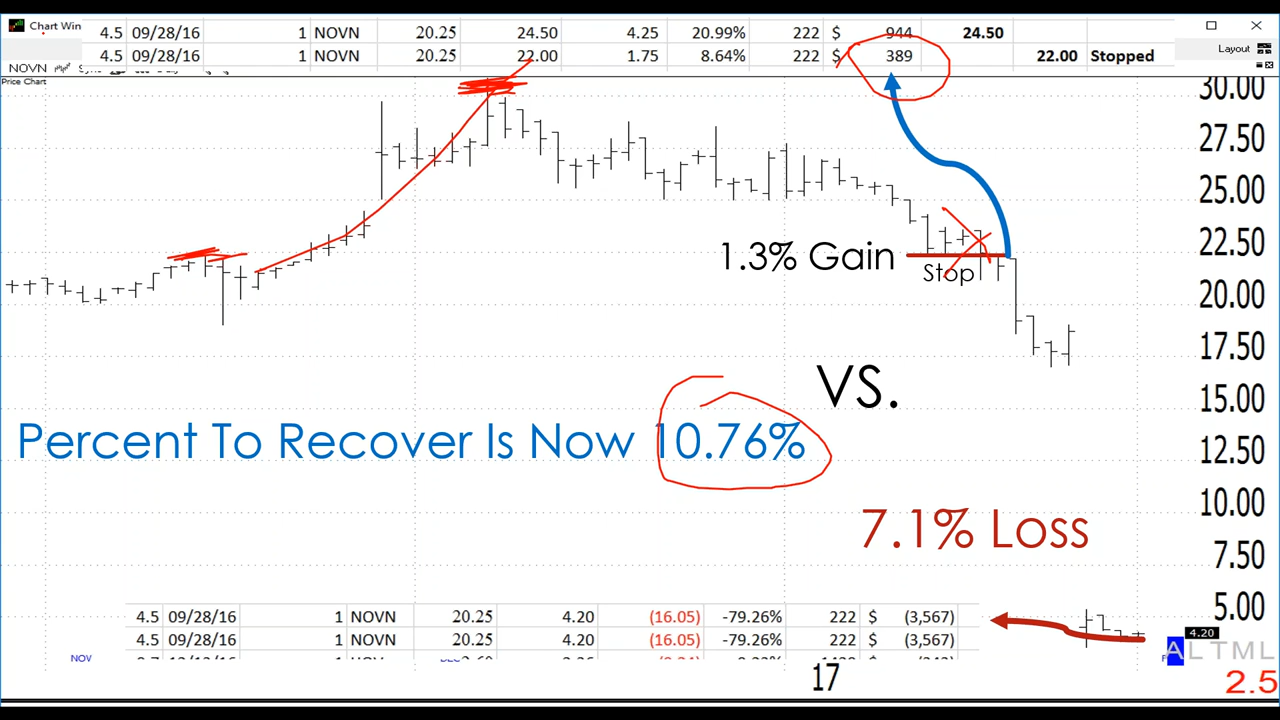 Chart Win
4.5 09/28/16 1 NOVN 20.25 24.50 4.25 20.99% 222 $ 944 24.50
4.5 09/28/16 1 NOVN 20.25 22.00 1.75 8.64% 222 $ 389 22.00 Stopped
Layout
NOVN
Price Chart
30.00
27.50
25.00
22.50
1.3% Gain
Stop
20.00
17.50
VS.
15.00
Percent To Recover Is Now 10.76%
12.50
10.00
7.1% Loss
7.50
5.00
4.5 09/28/16 1 NOVN 20.25 4.20 (16.05) -79.26% 222 $ (3,567)
4.5 09/28/16 1 NOVN 20.25 4.20 (16.05) -79.26% 222 $ (3,567)
4.20
NOV
A L T M L
17
2.5